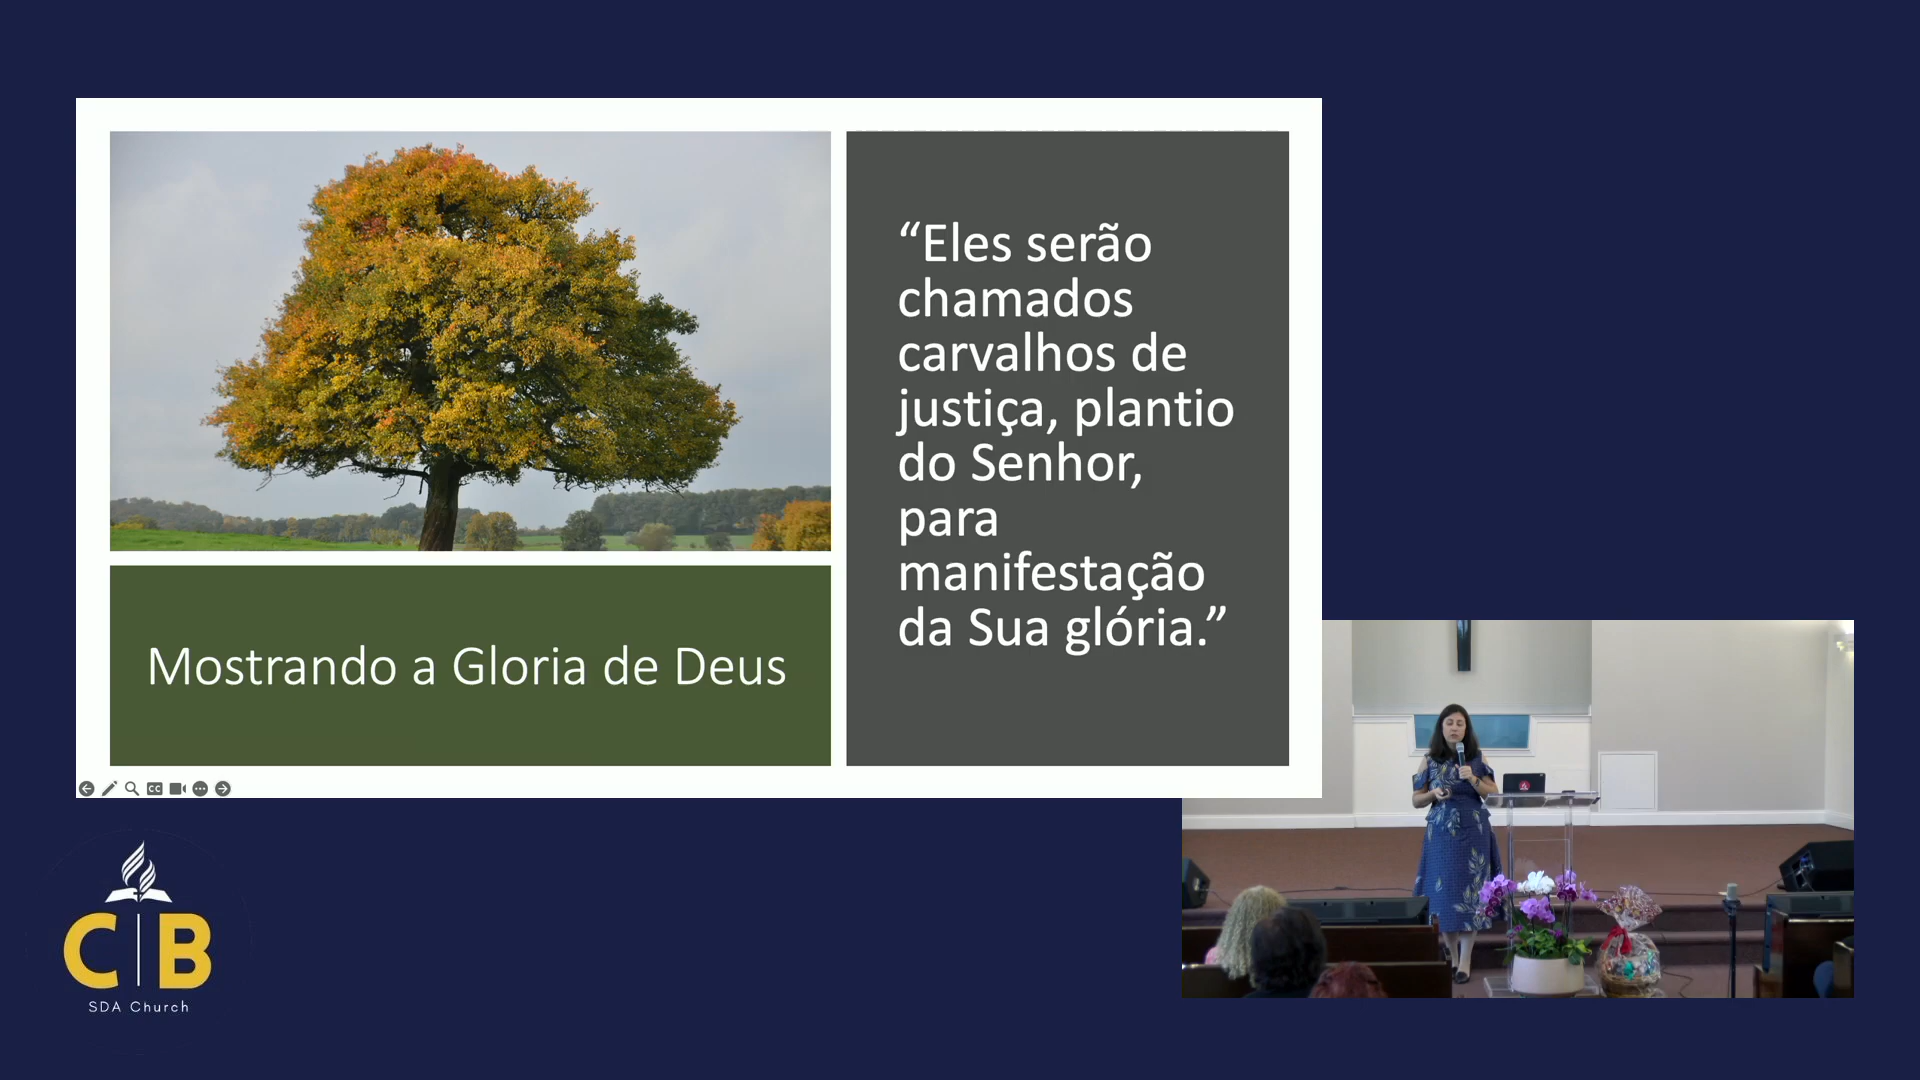 “Eles serão
chamados
carvalhos de
justiça, plantio
do Senhor,
para
manifestação
da Sua glória.”
Mostrando a Gloria de Deus
CC
C|B
SDA Church